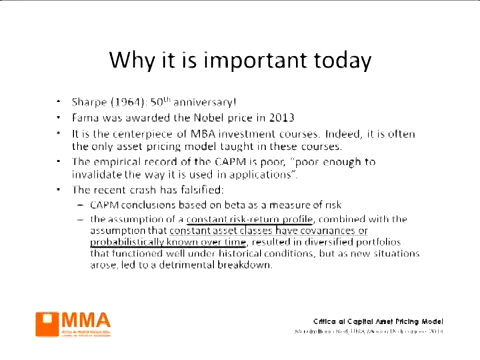 Why it is important today
• Sharpe (1964): 50th anniversary!
• Fama was awarded the Nobel price in 2013
• It is the centerpiece of MBA investment courses. Indeed, it is often
the only asset pricing model taught in these courses.
• The empirical record of the CAPM is poor, "poor enough to
invalidate the way it is used in applications".
• The recent crash has falsified:
– CAPM conclusions based on beta as a measure of risk
– the assumption of a constant risk-return profile, combined with the
assumption that constant asset classes have covariances or
probabilistically known over time, resulted in diversified portfolios
that functioned well under historical conditions, but as new situations
arose, led to a detrimental breakdown.
MMA
Critica al Capital Asset Pricing Model
2014